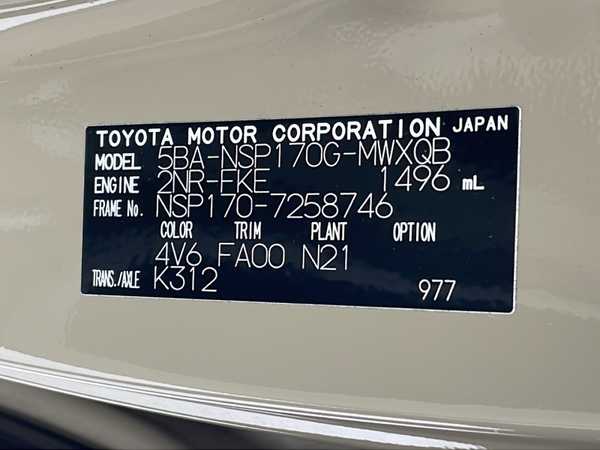 TOYOTA MOTOR CORPORATION JAPAN
MODEL 5BA-NSP170G-MWXQB
ENGINE 2NR-FKE 1496 mL
FRAME No. NSP170-7258746
COLOR TRIM PLANT OPTION
4V6 FA00 N21
TRANS./AXLE K312
977